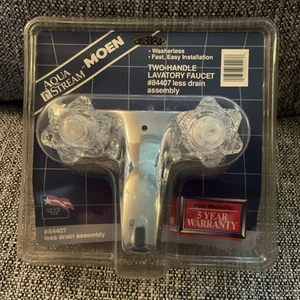 AQUA
STREAM
MOEN
• Washerless
• Fast, Easy Installation
TWO-HANDLE
LAVATORY FAUCET
#84407 less drain
assembly
5 YEAR
WARRANTY
#84407
less drain assembly